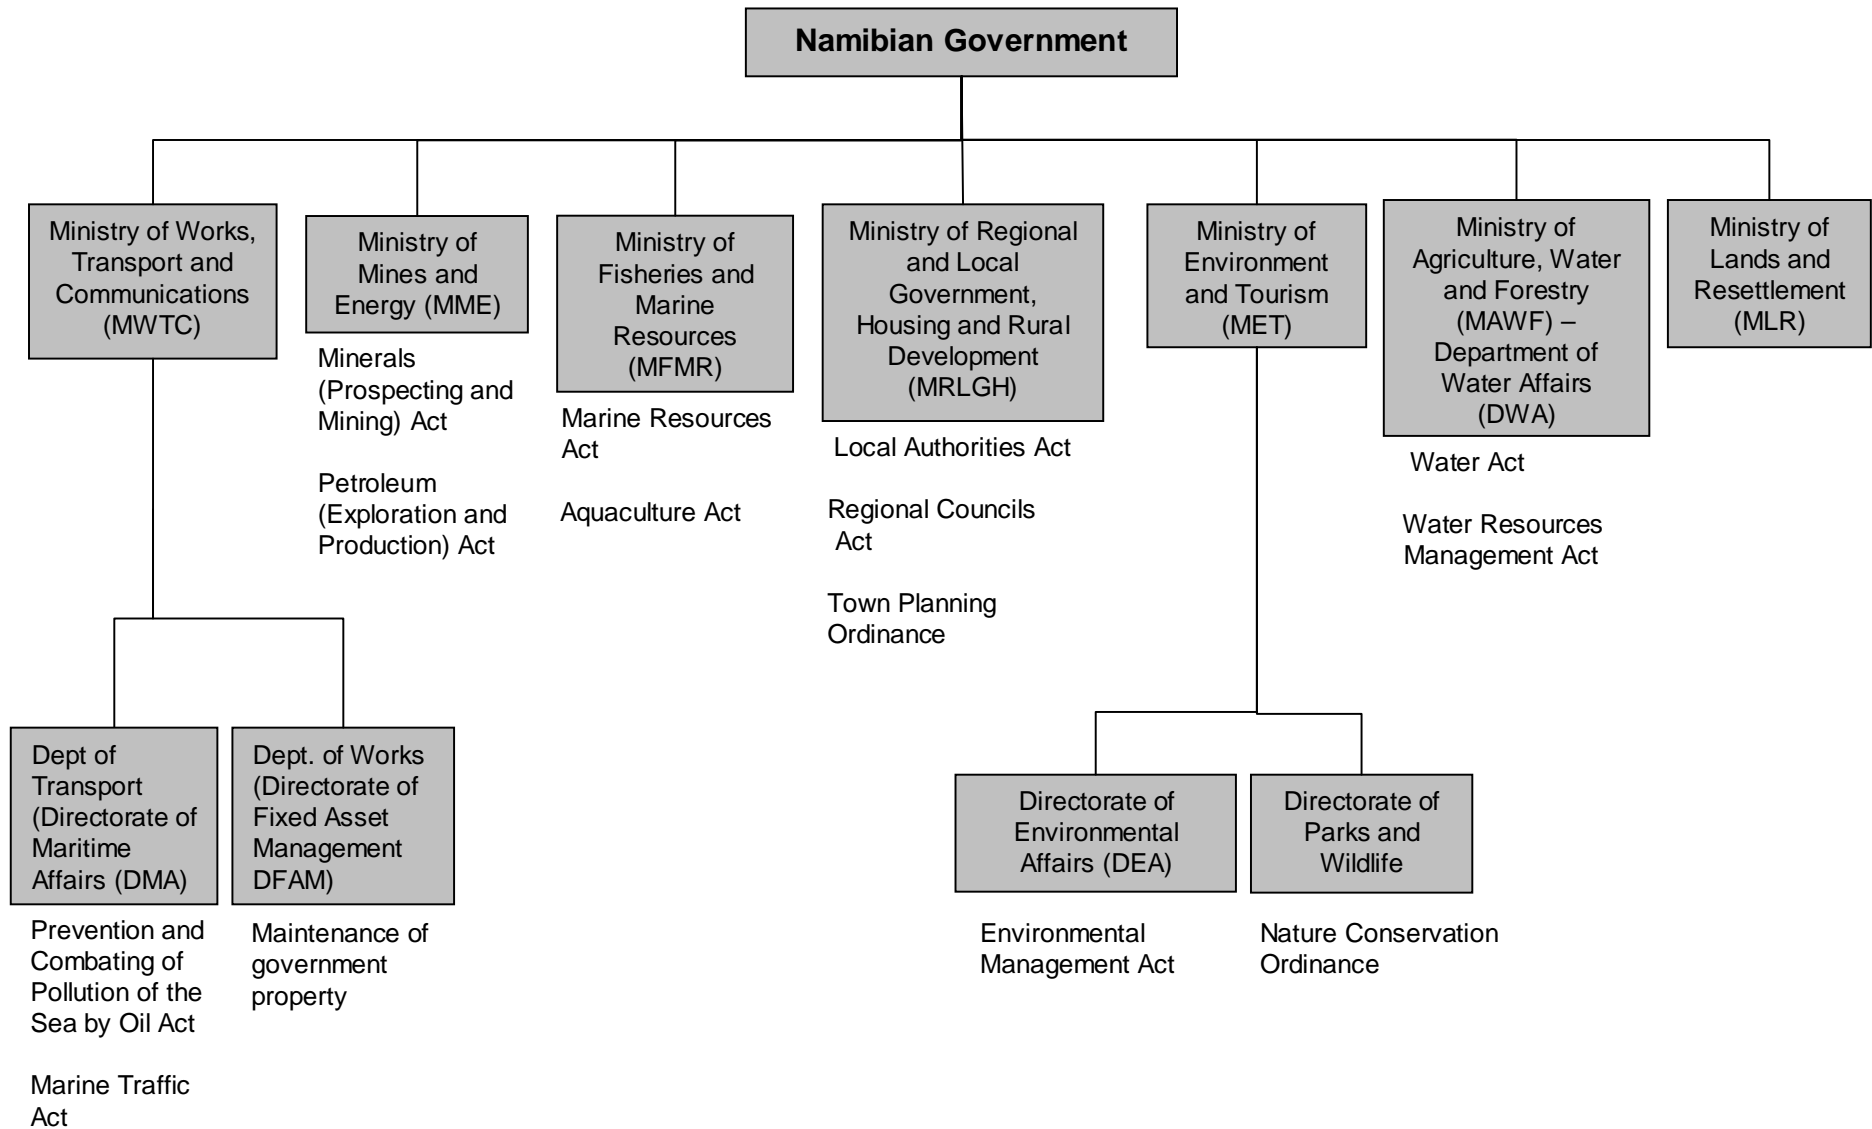 Namibian Government
Ministry of Works,
Transport and
Communications
(MWTC)
Ministry of
Mines and
Energy (MME)
Minerals
(Prospecting and
Mining) Act
Petroleum
(Exploration and
Production) Act
Ministry of
Fisheries and
Marine
Resources
(MFMR)
Marine Resources
Act
Aquaculture Act
Ministry of Regional
and Local
Government,
Housing and Rural
Development
(MRLGH)
Local Authorities Act
Regional Councils
Act
Town Planning
Ordinance
Ministry of
Environment
and Tourism
(MET)
Ministry of
Agriculture, Water
and Forestry
(MAWF) –
Department of
Water Affairs
(DWA)
Water Act
Water Resources
Management Act
Ministry of
Lands and
Resettlement
(MLR)
Dept of
Transport
(Directorate of
Maritime
Affairs (DMA)
Prevention and
Combating of
Pollution of the
Sea by Oil Act
Marine Traffic
Act
Dept. of Works
(Directorate of
Fixed Asset
Management
DFAM)
Maintenance of
government
property
Directorate of
Environmental
Affairs (DEA)
Environmental
Management Act
Directorate of
Parks and
Wildlife
Nature Conservation
Ordinance